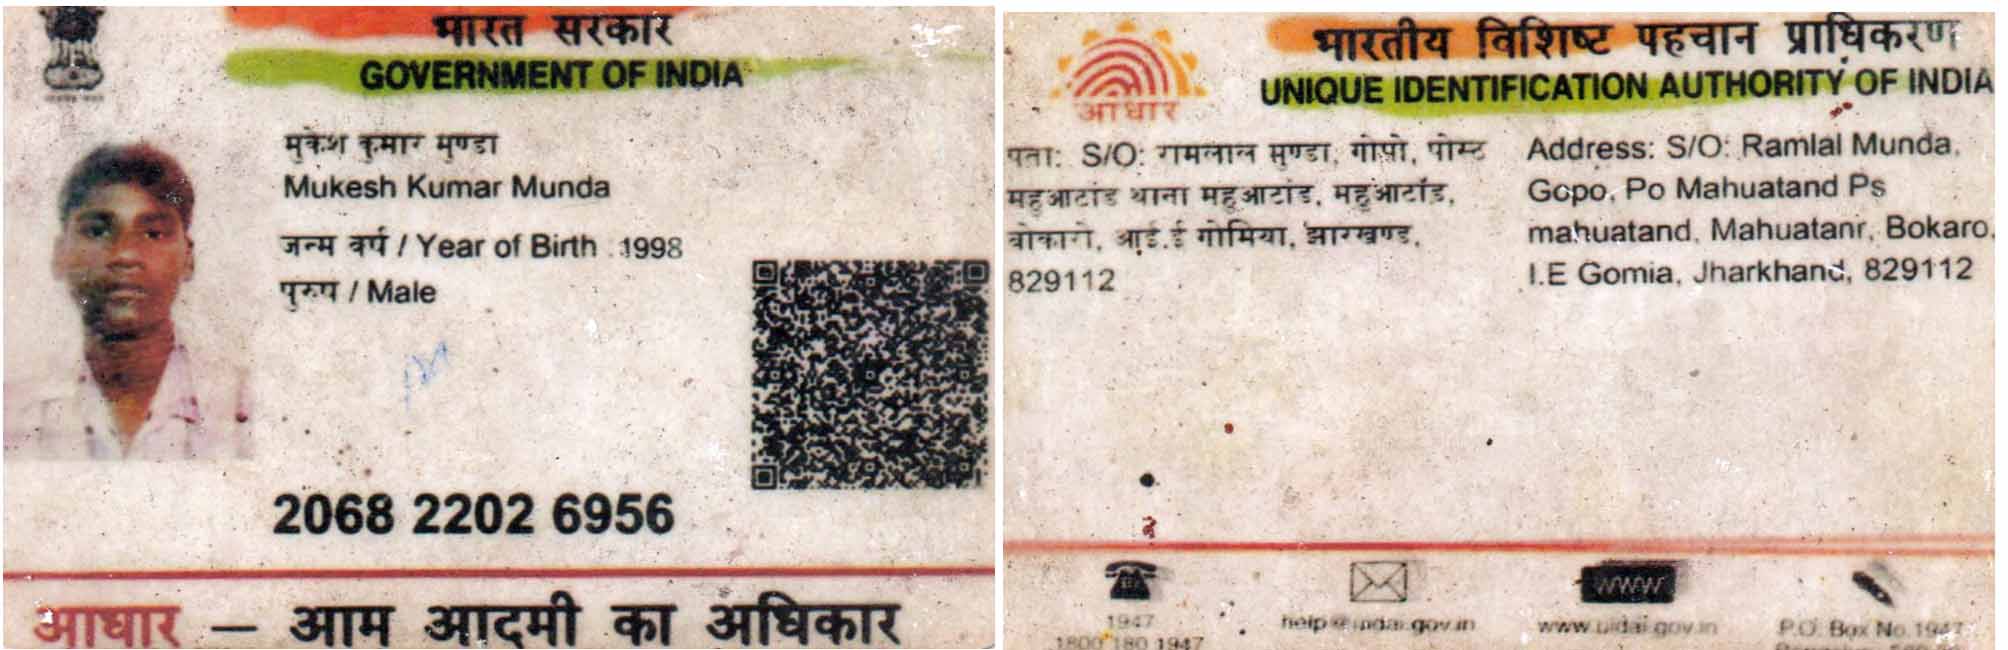 भारत सरकार
GOVERNMENT OF INDIA
मुकेश कुमार मुण्डा
Mukesh Kumar Munda
जन्म वर्ष / Year of Birth : 1998
पुरुष / Male
2068 2202 6956
आधार – आम आदमी का अधिकार
भारतीय विशिष्ट पहचान प्राधिकरण
UNIQUE IDENTIFICATION AUTHORITY OF INDIA
आधार
पता: S/O: रामलाल मुण्डा, गोपो, पोस्ट
महुआटांड थाना महुआटांड, महुआटाँड़,
बोकारो, आई.ई गोमिया, झारखण्ड,
829112
Address: S/O: Ramlal Munda,
Gopo, Po Mahuatand Ps
mahuatand, Mahuatanr, Bokaro,
I.E Gomia, Jharkhand, 829112
1947
1800 180 1947
help@uidai.gov.in
WWW
www.uidai.gov.in
P.O. Box No.1947